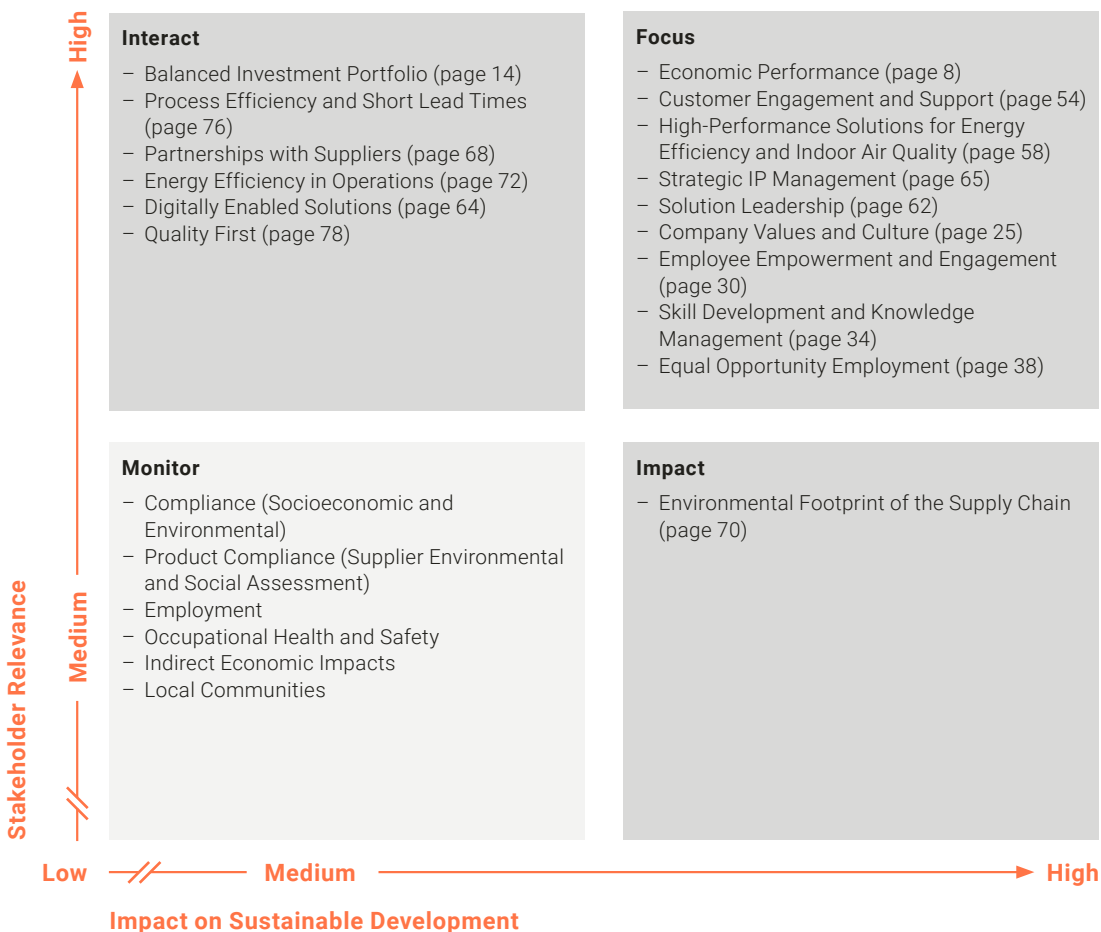 High
Interact
– Balanced Investment Portfolio (page 14)
– Process Efficiency and Short Lead Times
(page 76)
– Partnerships with Suppliers (page 68)
– Energy Efficiency in Operations (page 72)
– Digitally Enabled Solutions (page 64)
– Quality First (page 78)
Focus
– Economic Performance (page 8)
– Customer Engagement and Support (page 54)
– High-Performance Solutions for Energy
Efficiency and Indoor Air Quality (page 58)
– Strategic IP Management (page 65)
– Solution Leadership (page 62)
– Company Values and Culture (page 25)
– Employee Empowerment and Engagement
(page 30)
– Skill Development and Knowledge
Management (page 34)
– Equal Opportunity Employment (page 38)
Stakeholder Relevance
Medium
Monitor
– Compliance (Socioeconomic and
Environmental)
– Product Compliance (Supplier Environmental
and Social Assessment)
– Employment
– Occupational Health and Safety
– Indirect Economic Impacts
– Local Communities
Impact
– Environmental Footprint of the Supply Chain
(page 70)
Low
Medium
High
Impact on Sustainable Development